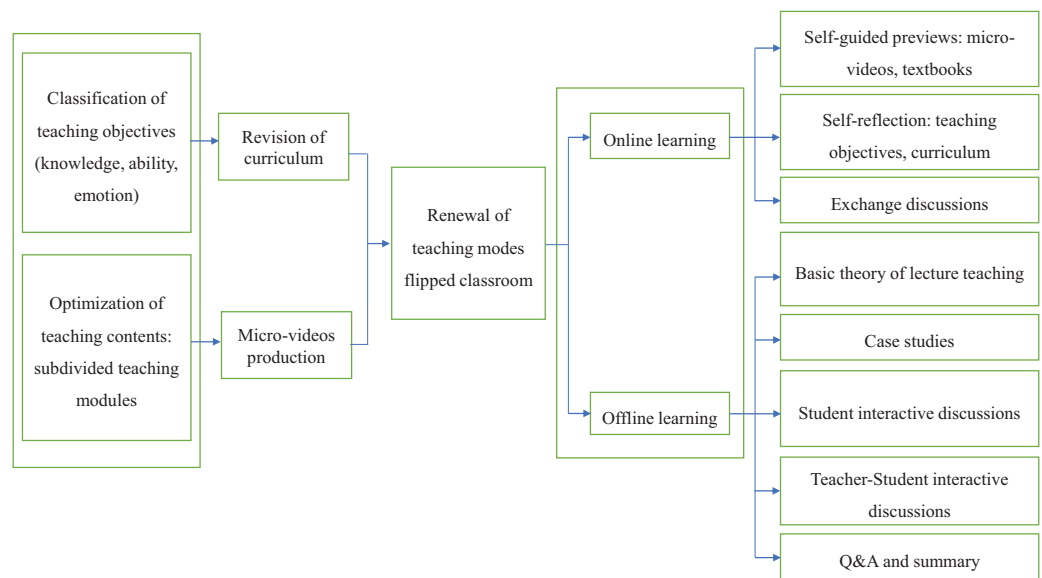 Classification of
teaching objectives
(knowledge, ability,
emotion)
Optimization of
teaching contents:
subdivided teaching
modules
Revision of
curriculum
Micro-videos
production
Renewal of
teaching modes
flipped classroom
Online learning
Offline learning
Self-guided previews: micro-
videos, textbooks
Self-reflection: teaching
objectives, curriculum
Exchange discussions
Basic theory of lecture teaching
Case studies
Student interactive discussions
Teacher-Student interactive
discussions
Q&A and summary